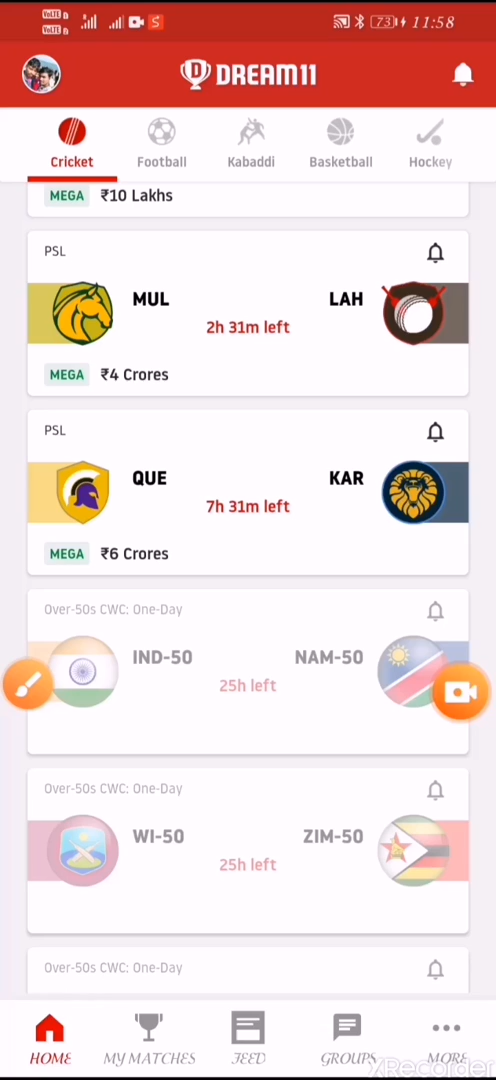 VoLTE
VoLTE
S
73
11:58
D DREAM11
Cricket
Football
Kabaddi
Basketball
Hockey
MEGA ₹10 Lakhs
PSL
MUL
LAH
2h 31m left
MEGA ₹4 Crores
PSL
QUE
KAR
7h 31m left
MEGA ₹6 Crores
Over-50s CWC: One-Day
IND-50
NAM-50
25h left
Over-50s CWC: One-Day
WI-50
ZIM-50
25h left
Over-50s CWC: One-Day
HOME
MY MATCHES
FEED
GROUPS
MORE
XRecorder